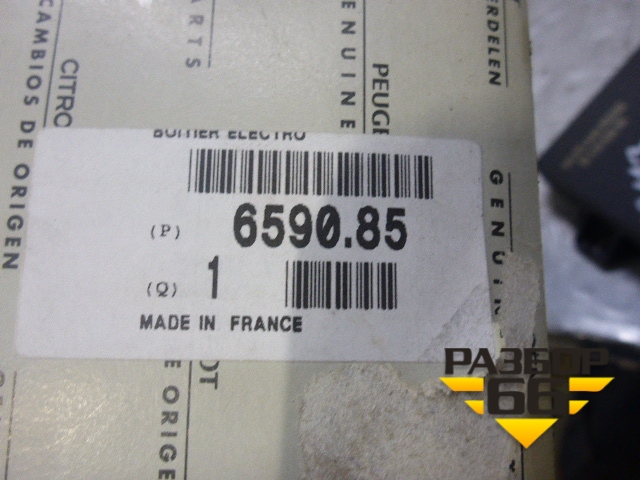 BOITIER ELECTRO
(P) 6590.85
(Q) 1
MADE IN FRANCE
CAMBIOS DE ORIGEN
CITRO
ARTS
GENUINE
PEUGE
ERDELEN
GENUIN
OT
E ORIGE
РАЗБОР
66